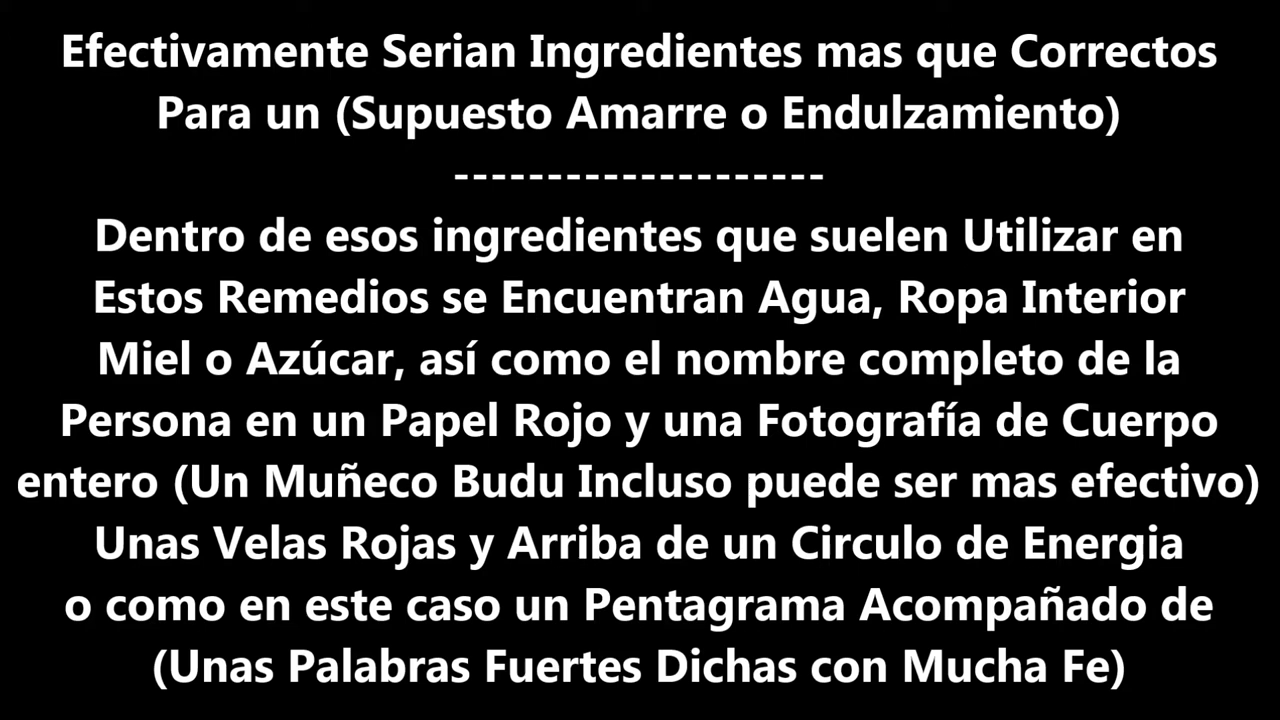 Efectivamente Serian Ingredientes mas que Correctos
Para un (Supuesto Amarre o Endulzamiento)
--------------------
Dentro de esos ingredientes que suelen Utilizar en
Estos Remedios se Encuentran Agua, Ropa Interior
Miel o Azúcar, así como el nombre completo de la
Persona en un Papel Rojo y una Fotografía de Cuerpo
entero (Un Muñeco Budu Incluso puede ser mas efectivo)
Unas Velas Rojas y Arriba de un Circulo de Energia
o como en este caso un Pentagrama Acompañado de
(Unas Palabras Fuertes Dichas con Mucha Fe)